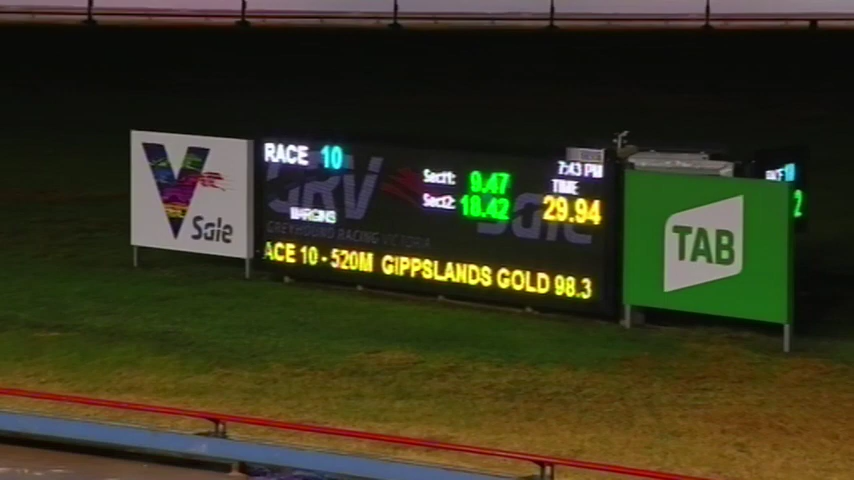 V
Sale
RACE 10
7:43 PM
Sect1: 9.47
TIME
Sect2: 18.42
29.94
MARGINS
GRV
Sale
GREYHOUND RACING VICTORIA
ACE 10 - 520M GIPPSLANDS GOLD 98.3
TAB